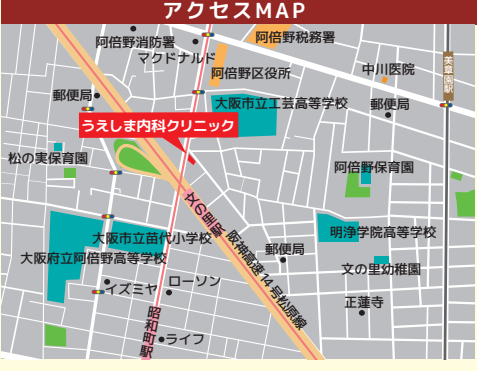 アクセスMAP
阿倍野消防署
マクドナルド
阿倍野税務署
阿倍野区役所
中川医院
美章園駅
郵便局
大阪市立工芸高等学校
郵便局
うえしま内科クリニック
松の実保育園
阿倍野保育園
文の里駅
大阪市立苗代小学校
大阪府立阿倍野高等学校
阪神高速14号松原線
明浄学院高等学校
郵便局
文の里幼稚園
イズミヤ
ローソン
正蓮寺
昭和町駅
ライフ